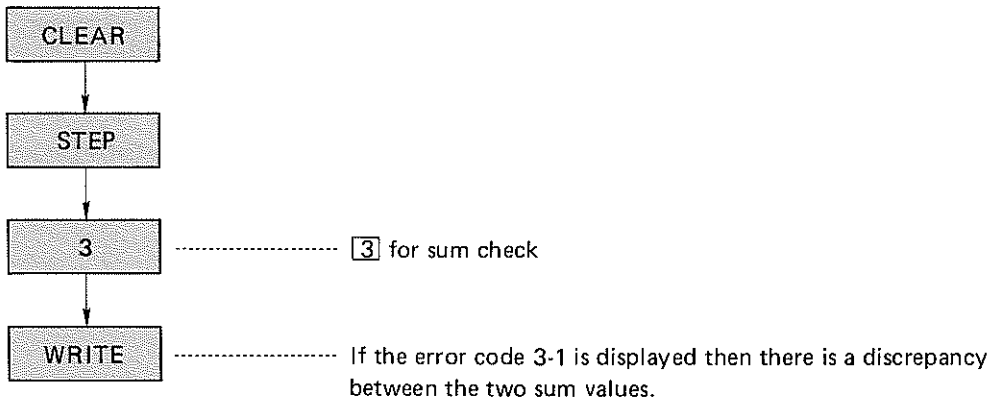 CLEAR
STEP
3 3 for sum check
WRITE If the error code 3-1 is displayed then there is a discrepancy
between the two sum values.